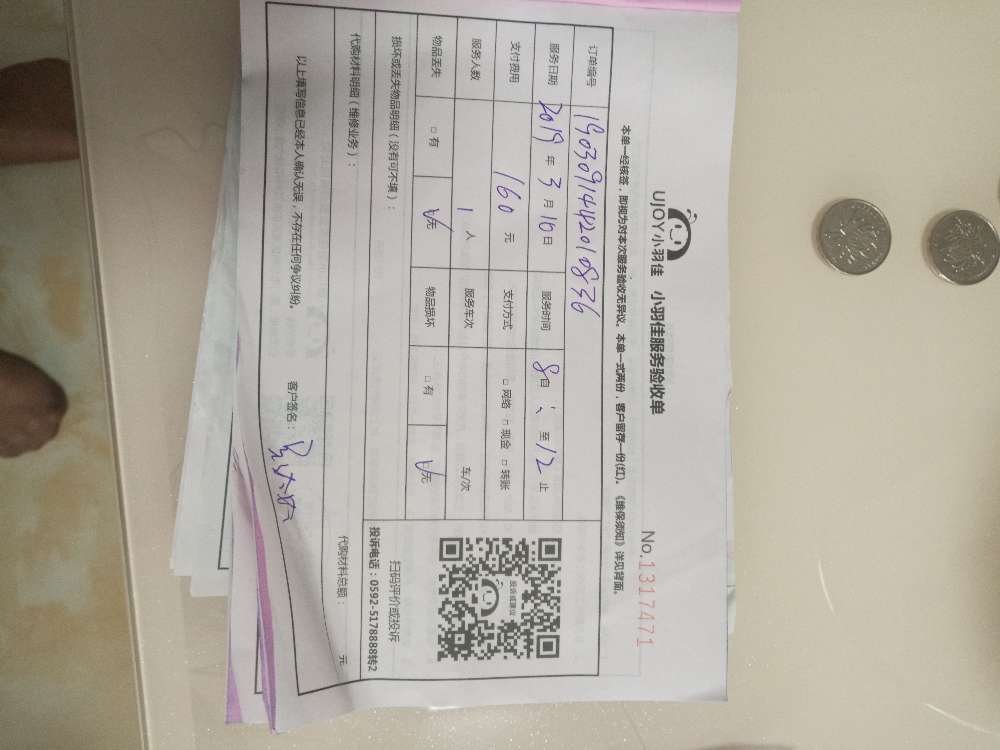 UJOY小羽佳 小羽佳服务验收单
No.1317471
本单一经核签，即视为对本次服务验收无异议。本单一式两份，客户留存一份(红)。《维保须知》详见背面。
订单编号 1903091442010836
服务日期 2019 年 3 月 10 日 服务时间 8 自 : 至 12 止
支付费用 160 元 支付方式 □ 网络 □ 现金 □ 转账
服务人数 1 人 服务车次 车/次
物品丢失 □ 有 √无 物品损坏 □ 有 √无
损坏或丢失物品明细（没有可不填）：
投诉或建议
扫码评价或投诉
投诉电话：0592-5178888转2
代购材料明细（维修业务）： 代购材料总额： 元
以上填写信息已经本人确认无误，不存在任何争议纠纷。 客户签名：